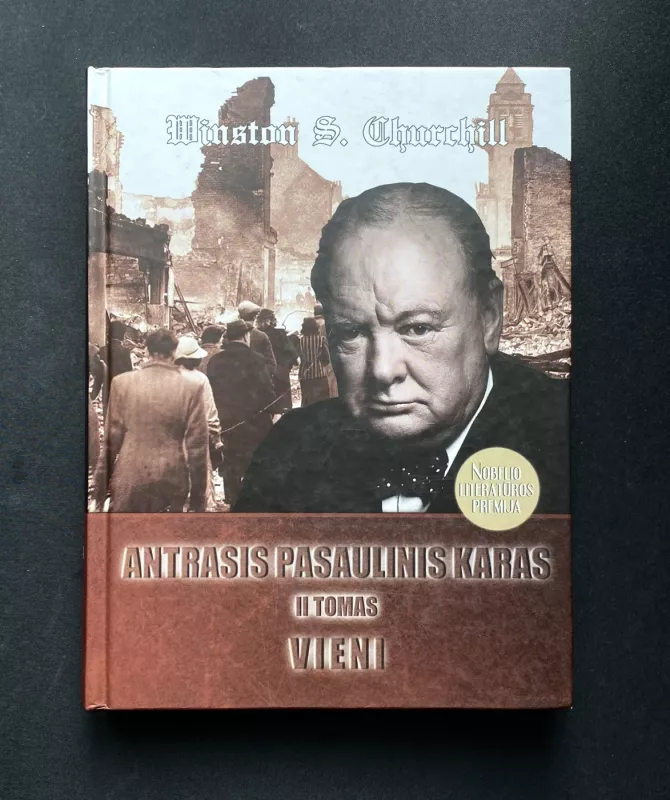 Winston S. Churchill
NOBELIO
LITERATŪROS
PREMIJA
ANTRASIS PASAULINIS KARAS
II TOMAS
VIENI